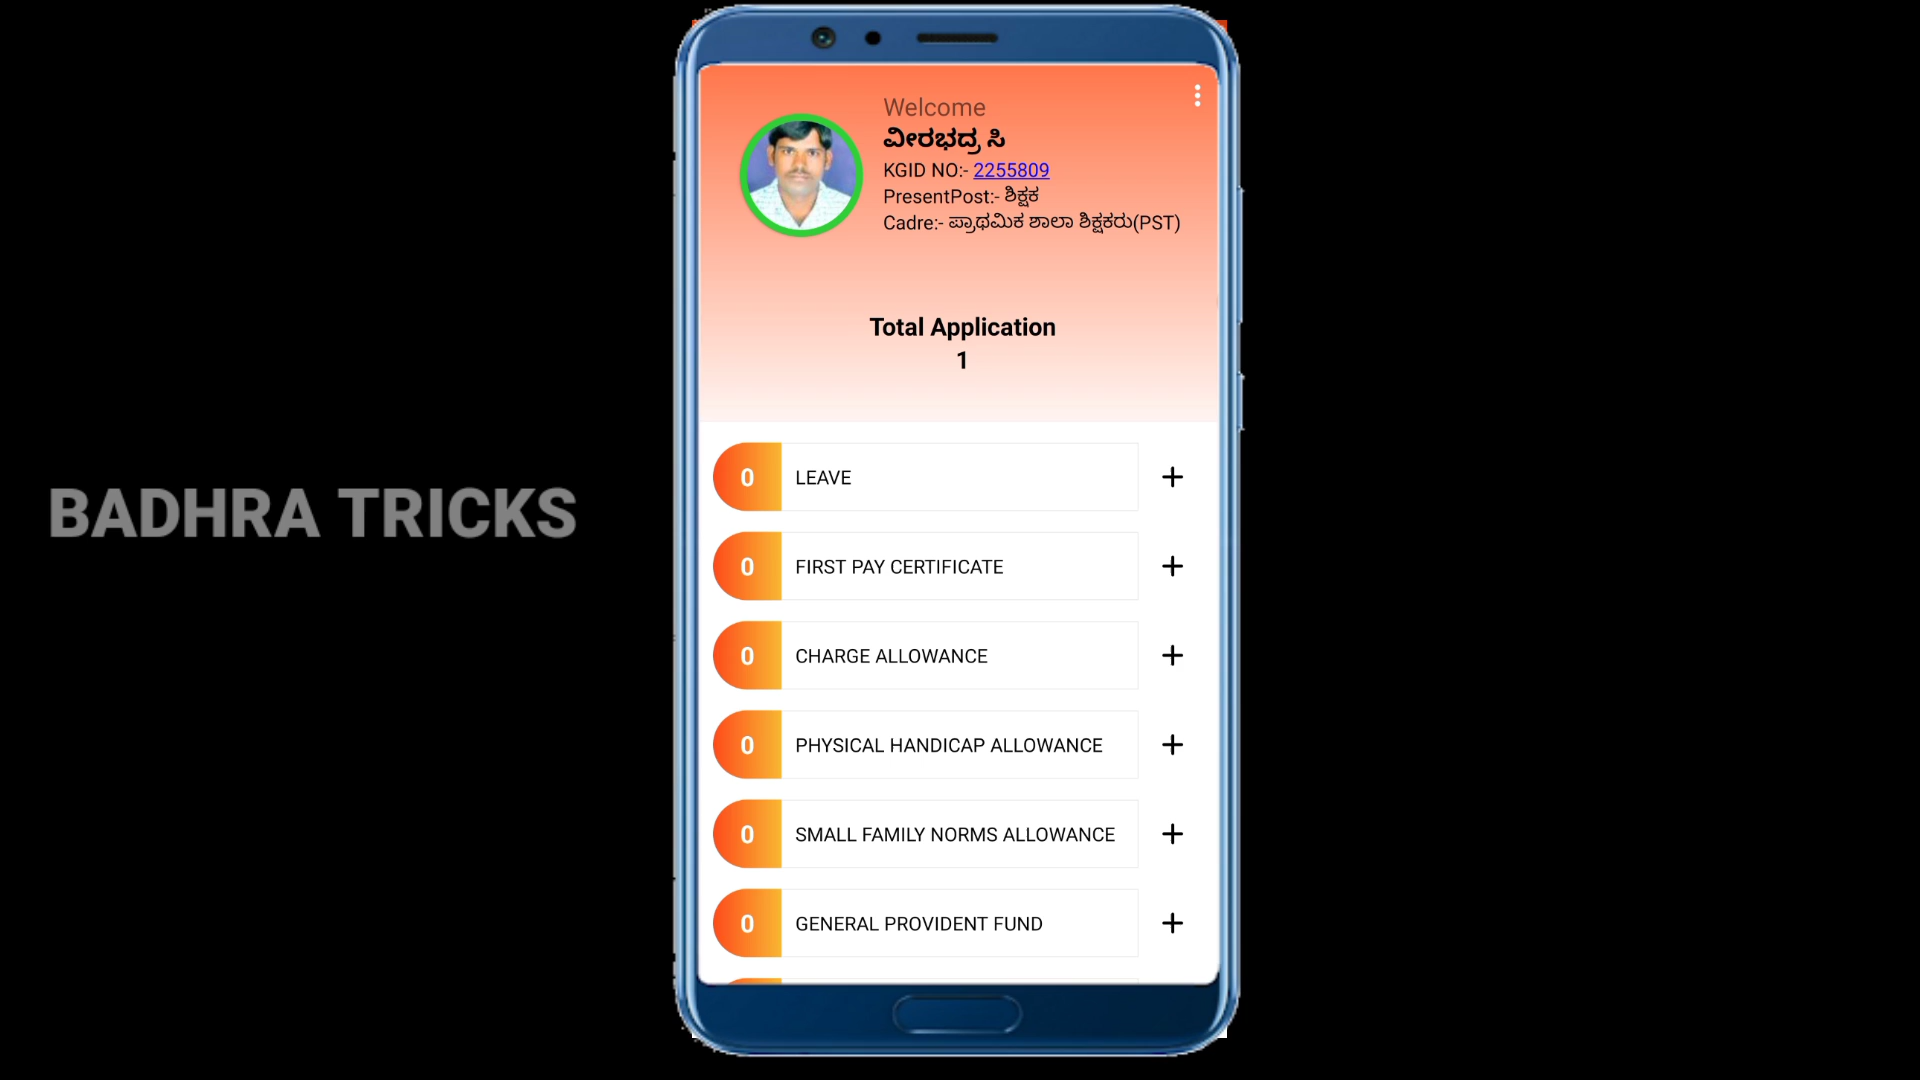 BADHRA TRICKS
Welcome
ವೀರಭದ್ರ ಸಿ
KGID NO:- 2255809
PresentPost:- ಶಿಕ್ಷಕ
Cadre:- ಪ್ರಾಥಮಿಕ ಶಾಲಾ ಶಿಕ್ಷಕರು(PST)
Total Application
1
0 LEAVE +
0 FIRST PAY CERTIFICATE +
0 CHARGE ALLOWANCE +
0 PHYSICAL HANDICAP ALLOWANCE +
0 SMALL FAMILY NORMS ALLOWANCE +
0 GENERAL PROVIDENT FUND +